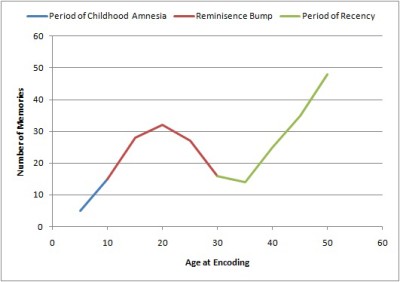 Period of Childhood Amnesia Reminisence Bump Period of Recency
60
50
40
30
20
10
0
0 10 20 30 40 50 60
Number of Memories
Age at Encoding